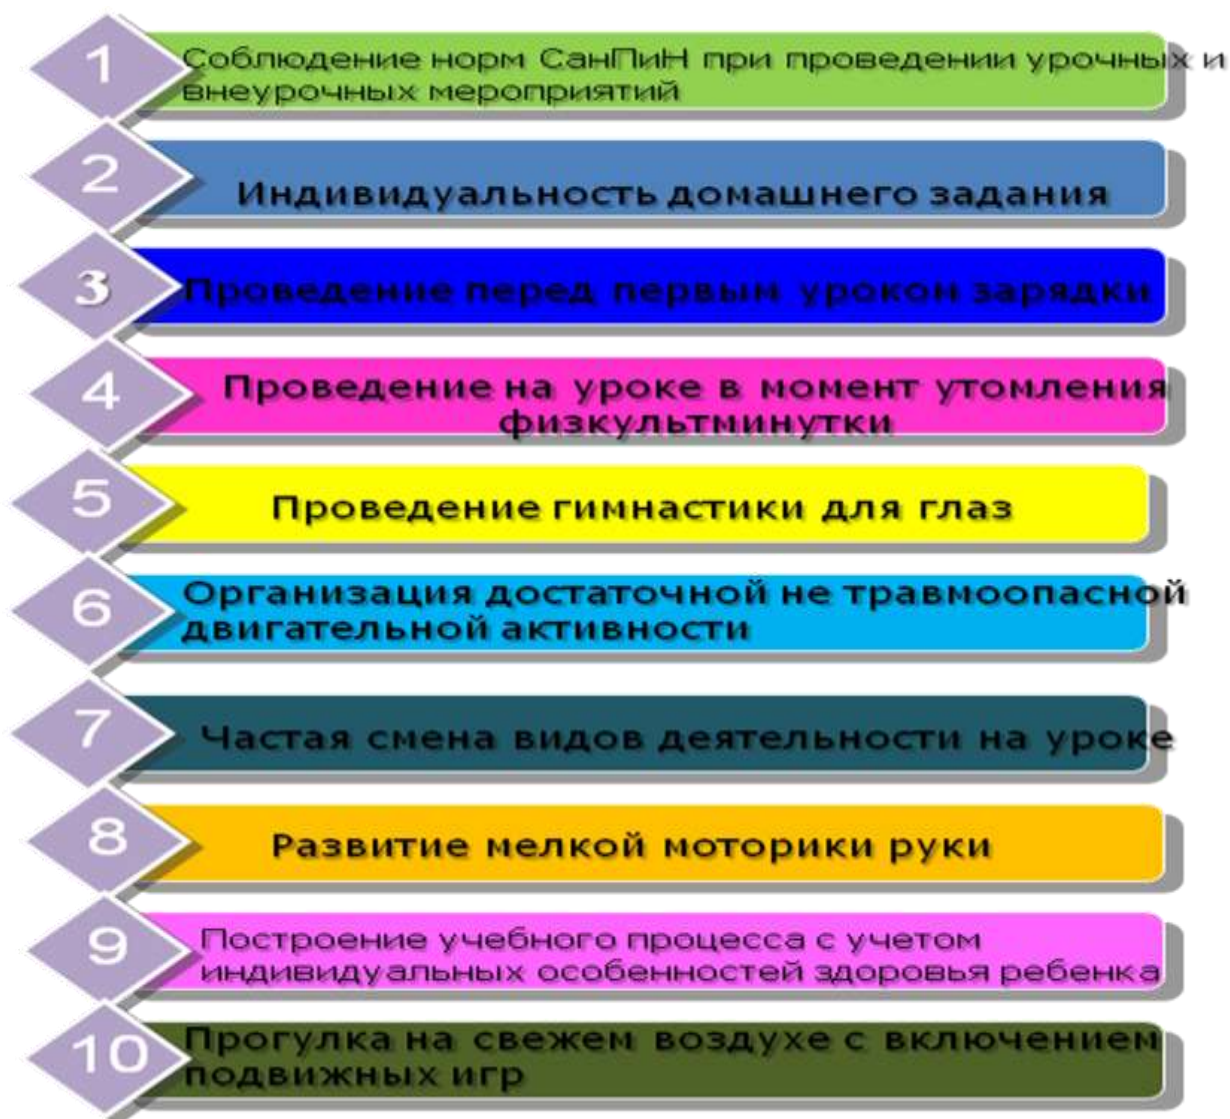 1
Соблюдение норм СанПиН при проведении урочных и
внеурочных мероприятий
2
Индивидуальность домашнего задания
3
Проведение перед первым уроком зарядки
4
Проведение на уроке в момент утомления
физкультминутки
5
Проведение гимнастики для глаз
6
Организация достаточной не травмоопасной
двигательной активности
7
Частая смена видов деятельности на уроке
8
Развитие мелкой моторики руки
9
Построение учебного процесса с учетом
индивидуальных особенностей здоровья ребенка
10
Прогулка на свежем воздухе с включением
подвижных игр